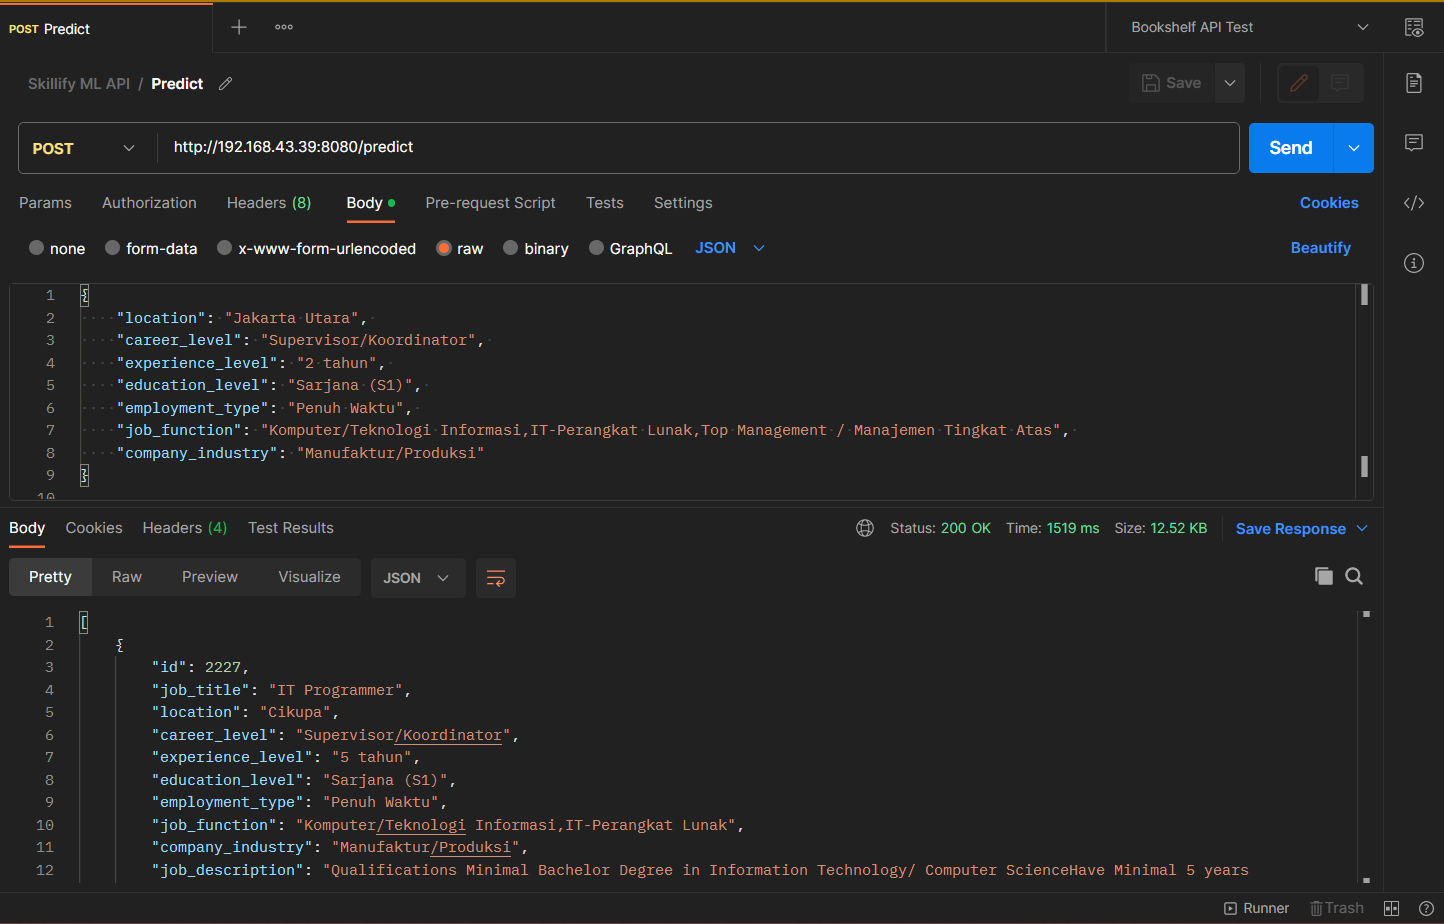 POST Predict
Bookshelf API Test
Skillify ML API / Predict
Save
POST http://192.168.43.39:8080/predict Send
Params Authorization Headers (8) Body Pre-request Script Tests Settings Cookies
none form-data x-www-form-urlencoded raw binary GraphQL JSON Beautify
1 {
2 "location": "Jakarta Utara",
3 "career_level": "Supervisor/Koordinator",
4 "experience_level": "2 tahun",
5 "education_level": "Sarjana (S1)",
6 "employment_type": "Penuh Waktu",
7 "job_function": "Komputer/Teknologi Informasi,IT-Perangkat Lunak,Top Management / Manajemen Tingkat Atas",
8 "company_industry": "Manufaktur/Produksi"
9 }
10
Body Cookies Headers (4) Test Results Status: 200 OK Time: 1519 ms Size: 12.52 KB Save Response
Pretty Raw Preview Visualize JSON
1 [
2 {
3 "id": 2227,
4 "job_title": "IT Programmer",
5 "location": "Cikupa",
6 "career_level": "Supervisor/Koordinator",
7 "experience_level": "5 tahun",
8 "education_level": "Sarjana (S1)",
9 "employment_type": "Penuh Waktu",
10 "job_function": "Komputer/Teknologi Informasi,IT-Perangkat Lunak",
11 "company_industry": "Manufaktur/Produksi",
12 "job_description": "Qualifications Minimal Bachelor Degree in Information Technology/ Computer ScienceHave Minimal 5 years
Runner Trash